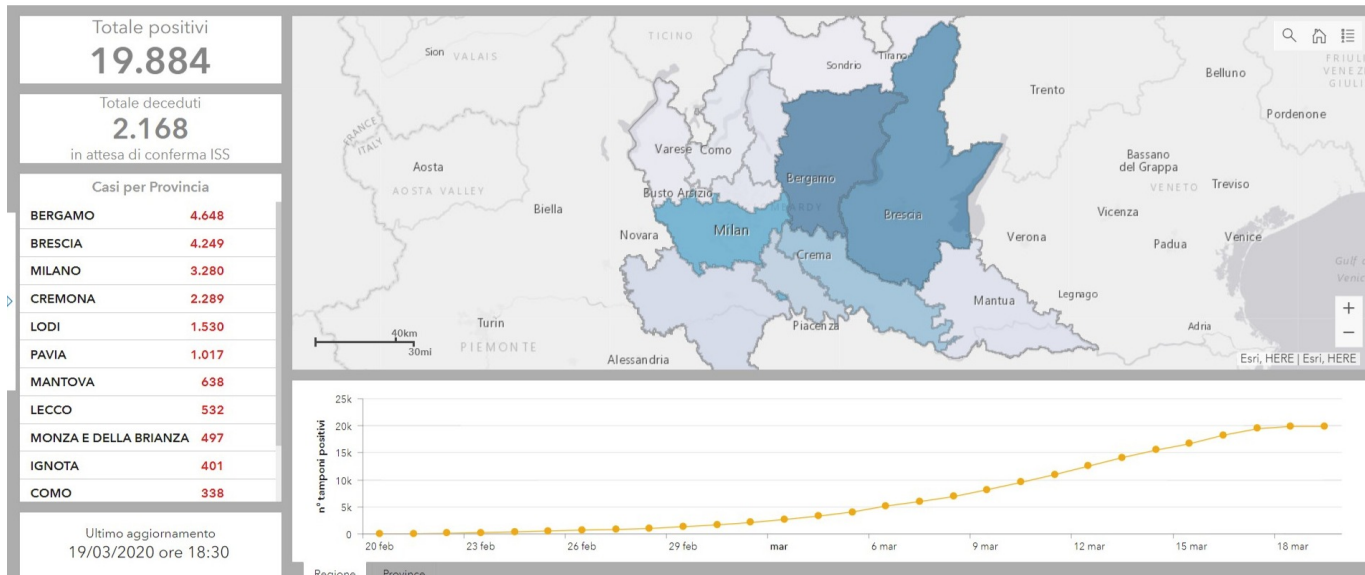 Totale positivi
19.884
Totale deceduti
2.168
in attesa di conferma ISS
Casi per Provincia
BERGAMO 4.648
BRESCIA 4.249
MILANO 3.280
CREMONA 2.289
LODI 1.530
PAVIA 1.017
MANTOVA 638
LECCO 532
MONZA E DELLA BRIANZA 497
IGNOTA 401
COMO 338
Ultimo aggiornamento
19/03/2020 ore 18:30
TICINO
Sion VALAIS
Sondrio
Tirano
Trento
Belluno
Pordenone
FRANCE
ITALY
Aosta
AOSTA VALLEY
Varese Como
Bergamo
Bassano
del Grappa
VENETO Treviso
Busto Arsizio
Biella
Brescia
Vicenza
Novara
Milan
Verona
Padua
Venice
Crema
Mantua
Legnago
Piacenza
Turin
PIEMONTE
Adria
Alessandria
40km
30mi
+
−
Esri, HERE | Esri, HERE
n° tamponi positivi
25k
20k
15k
10k
5k
0
20 feb 23 feb 26 feb 29 feb mar 6 mar 9 mar 12 mar 15 mar 18 mar
Regione Province